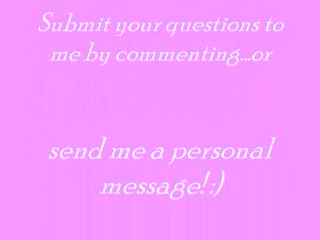 Submit your questions to
me by commenting...or
send me a personal
message!:)